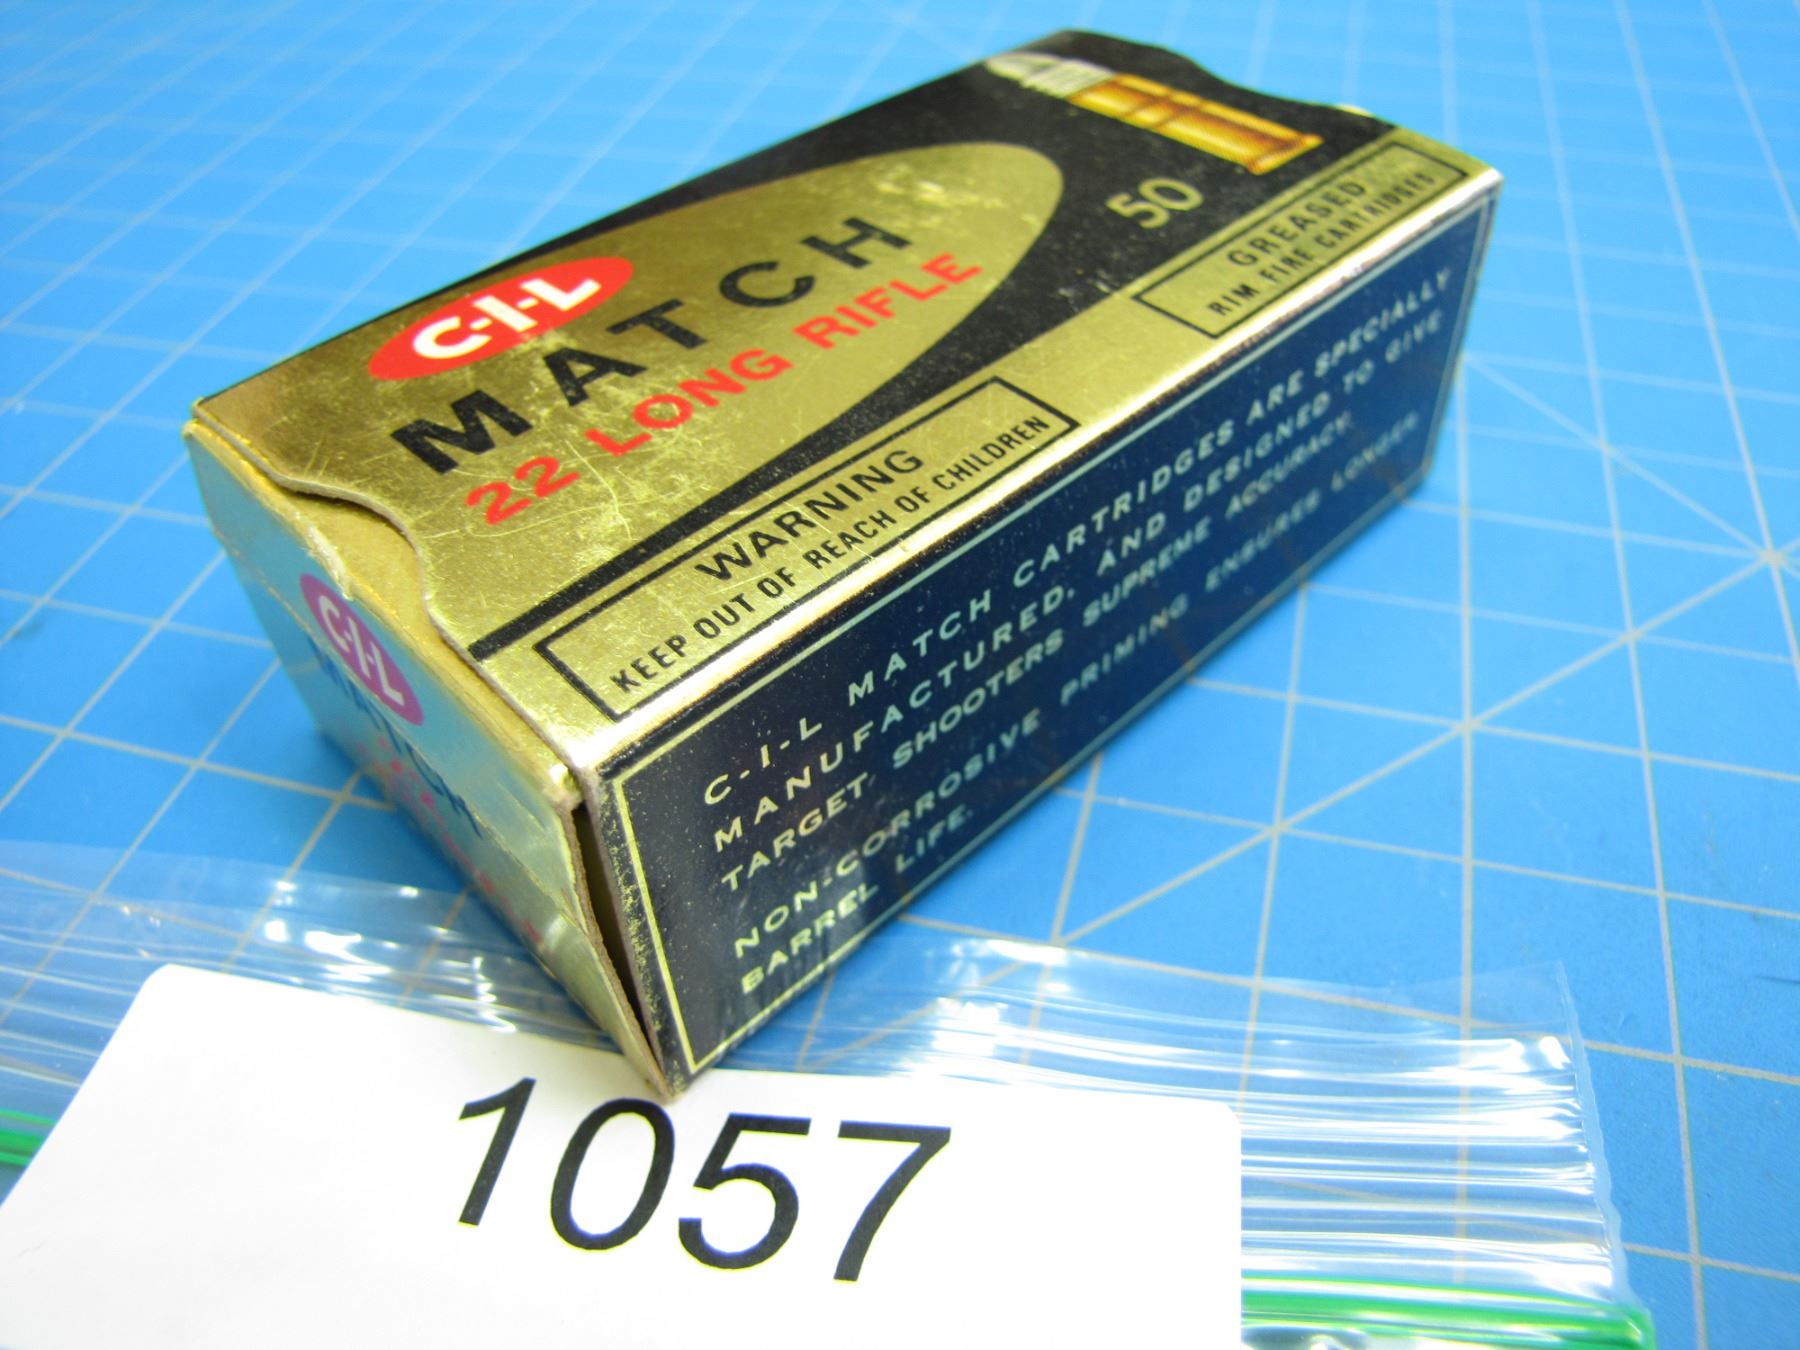 C-I-L
MATCH
22 LONG RIFLE
50
WARNING
KEEP OUT OF REACH OF CHILDREN
GREASED
RIM FIRE CARTRIDGES
C-I-L MATCH CARTRIDGES ARE SPECIALLY
MANUFACTURED, AND DESIGNED TO GIVE
TARGET SHOOTERS SUPREME ACCURACY.
NON-CORROSIVE PRIMING ENSURES LONGER
BARREL LIFE.
C-I-L
MATCH
1057